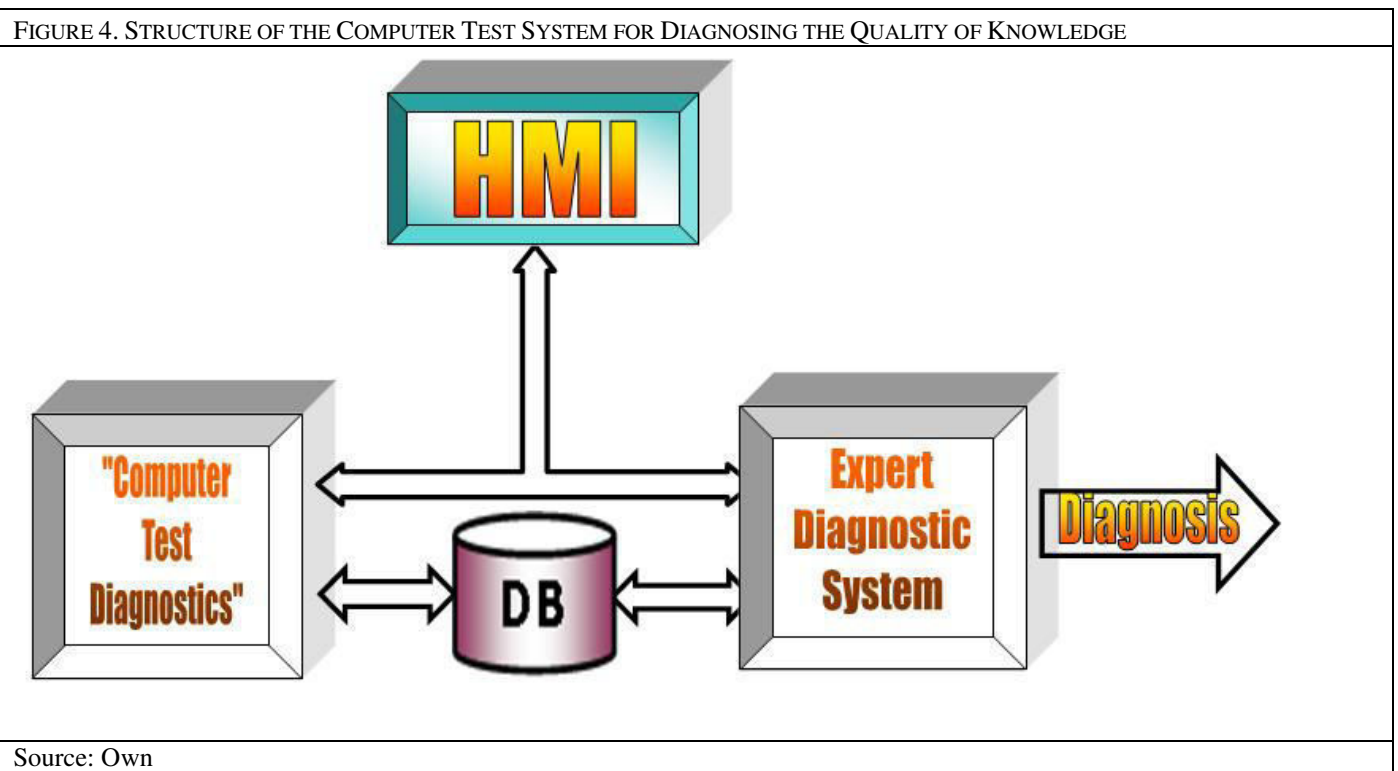 FIGURE 4. STRUCTURE OF THE COMPUTER TEST SYSTEM FOR DIAGNOSING THE QUALITY OF KNOWLEDGE
HMI
"Computer
Test
Diagnostics"
DB
Expert
Diagnostic
System
Diagnosis
Source: Own